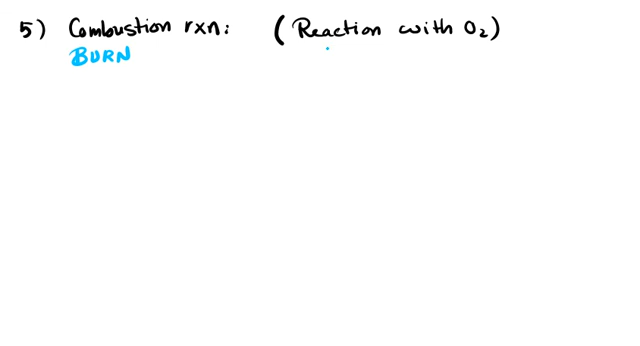 5) Combustion rxn: (Reaction with O₂)
BURN